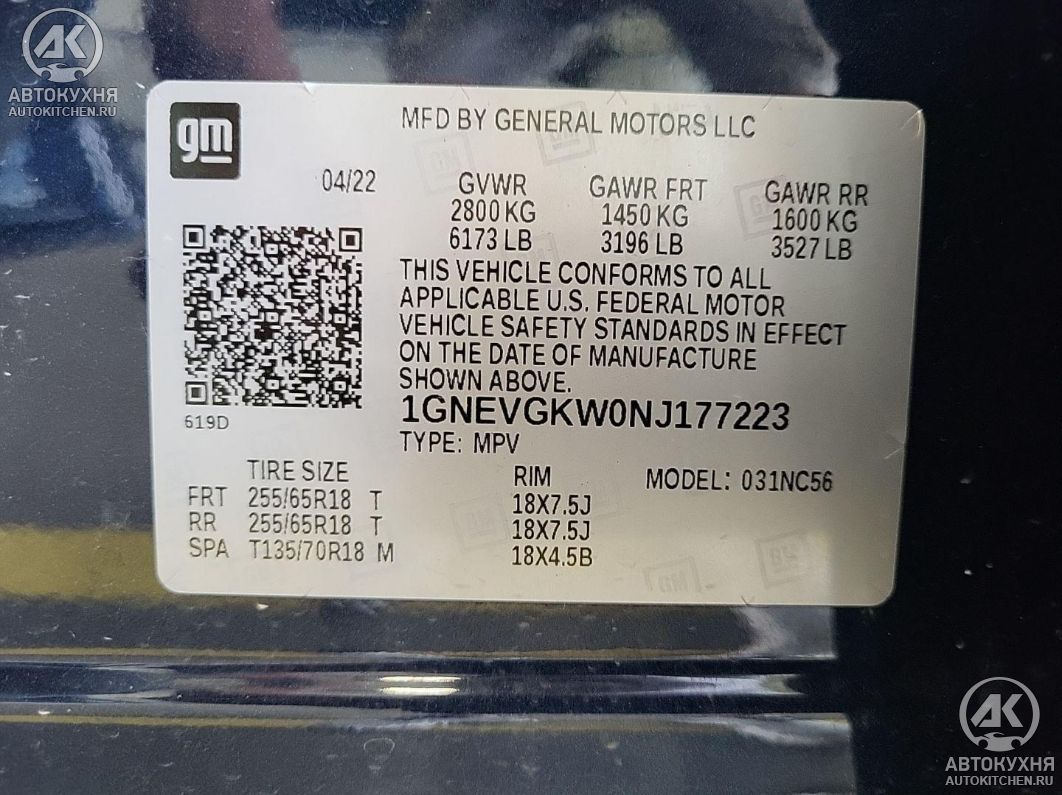 АВТОКУХНЯ
AUTOKITCHEN.RU
gm
MFD BY GENERAL MOTORS LLC
04/22
GVWR GAWR FRT GAWR RR
2800 KG 1450 KG 1600 KG
6173 LB 3196 LB 3527 LB
THIS VEHICLE CONFORMS TO ALL
APPLICABLE U.S. FEDERAL MOTOR
VEHICLE SAFETY STANDARDS IN EFFECT
ON THE DATE OF MANUFACTURE
SHOWN ABOVE.
619D
1GNEVGKW0NJ177223
TYPE: MPV
TIRE SIZE RIM MODEL: 031NC56
FRT 255/65R18 T 18X7.5J
RR 255/65R18 T 18X7.5J
SPA T135/70R18 M 18X4.5B
АК
АВТОКУХНЯ
AUTOKITCHEN.RU